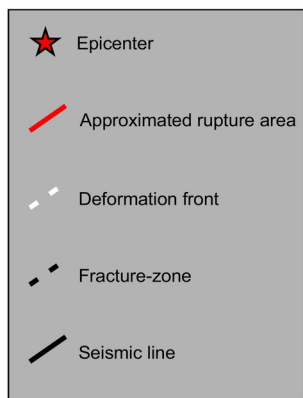 Epicenter
Approximated rupture area
Deformation front
Fracture-zone
Seismic line